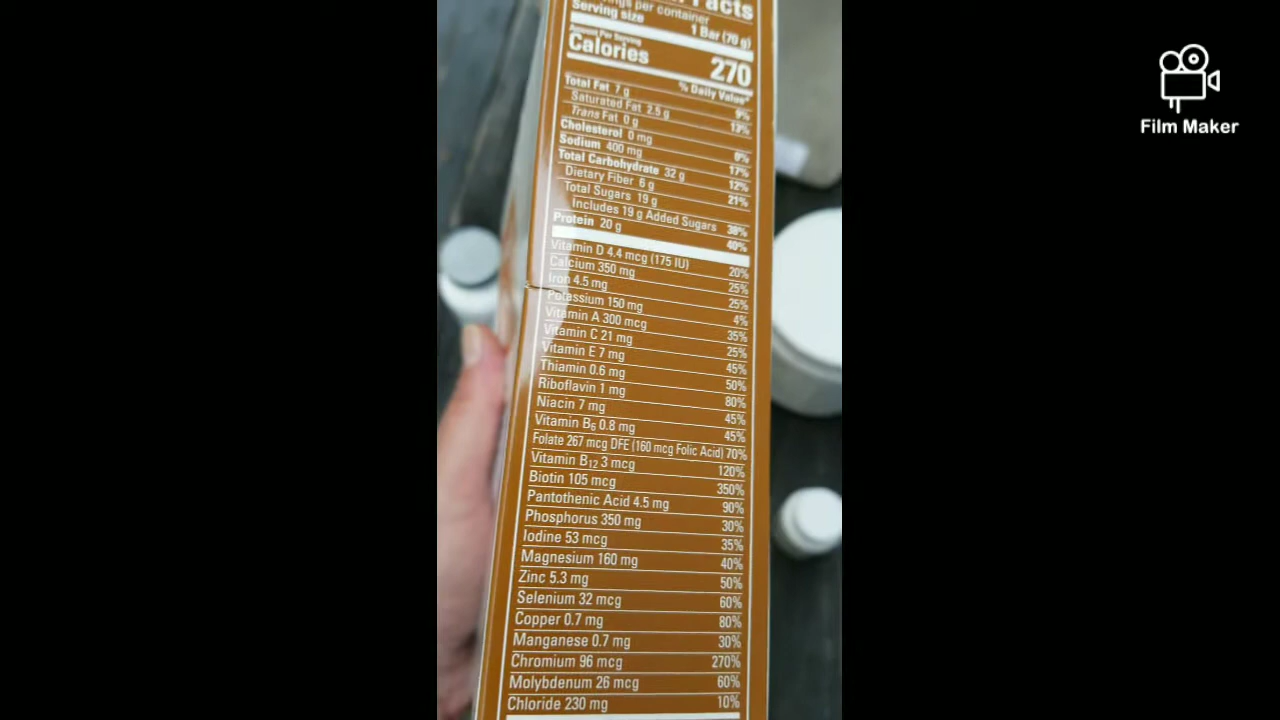 Facts
per container
Serving size 1 Bar (70 g)
Amount Per Serving
Calories 270
% Daily Value*
Total Fat 7 g 9%
Saturated Fat 2.5 g 13%
Trans Fat 0 g
Cholesterol 0 mg 0%
Sodium 400 mg 17%
Total Carbohydrate 32 g 12%
Dietary Fiber 6 g 21%
Total Sugars 19 g
Includes 19 g Added Sugars 38%
Protein 20 g 40%
Vitamin D 4.4 mcg (175 IU) 20%
Calcium 350 mg 25%
Iron 4.5 mg 25%
Potassium 150 mg 4%
Vitamin A 300 mcg 35%
Vitamin C 21 mg 25%
Vitamin E 7 mg 45%
Thiamin 0.6 mg 50%
Riboflavin 1 mg 80%
Niacin 7 mg 45%
Vitamin B6 0.8 mg 45%
Folate 267 mcg DFE (160 mcg Folic Acid) 70%
Vitamin B12 3 mcg 120%
Biotin 105 mcg 350%
Pantothenic Acid 4.5 mg 90%
Phosphorus 350 mg 30%
Iodine 53 mcg 35%
Magnesium 160 mg 40%
Zinc 5.3 mg 50%
Selenium 32 mcg 60%
Copper 0.7 mg 80%
Manganese 0.7 mg 30%
Chromium 96 mcg 270%
Molybdenum 26 mcg 60%
Chloride 230 mg 10%
Film Maker